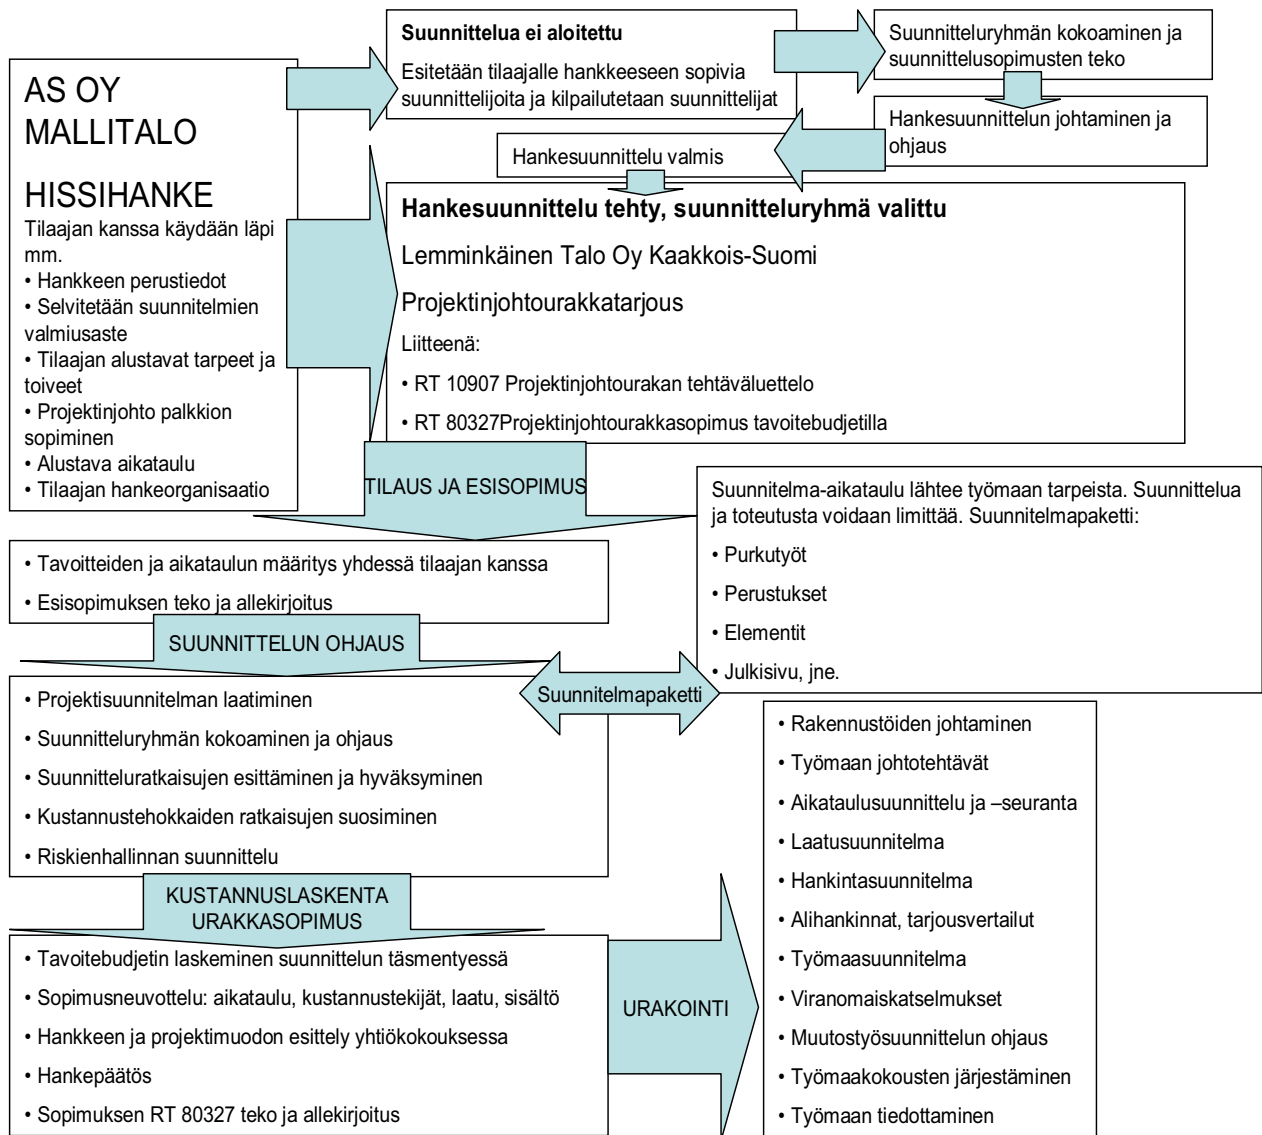 AS OY
MALLITALO
HISSIHANKE
Tilaajan kanssa käydään läpi
mm.
• Hankkeen perustiedot
• Selvitetään suunnitelmien
valmiusaste
• Tilaajan alustavat tarpeet ja
toiveet
• Projektinjohto palkkion
sopiminen
• Alustava aikataulu
• Tilaajan hankeorganisaatio
Suunnittelua ei aloitettu
Esitetään tilaajalle hankkeeseen sopivia
suunnittelijoita ja kilpailutetaan suunnittelijat
Suunnitteluryhmän kokoaminen ja
suunnittelusopimusten teko
Hankesuunnittelun johtaminen ja
ohjaus
Hankesuunnittelu valmis
Hankesuunnittelu tehty, suunnitteluryhmä valittu
Lemminkäinen Talo Oy Kaakkois-Suomi
Projektinjohtourakkatarjous
Liitteenä:
• RT 10907 Projektinjohtourakan tehtäväluettelo
• RT 80327Projektinjohtourakkasopimus tavoitebudjetilla
TILAUS JA ESISOPIMUS
• Tavoitteiden ja aikataulun määritys yhdessä tilaajan kanssa
• Esisopimuksen teko ja allekirjoitus
Suunnitelma-aikataulu lähtee työmaan tarpeista. Suunnittelua
ja toteutusta voidaan limittää. Suunnitelmapaketti:
• Purkutyöt
• Perustukset
• Elementit
• Julkisivu, jne.
SUUNNITTELUN OHJAUS
Suunnitelmapaketti
• Projektisuunnitelman laatiminen
• Suunnitteluryhmän kokoaminen ja ohjaus
• Suunnitteluratkaisujen esittäminen ja hyväksyminen
• Kustannustehokkaiden ratkaisujen suosiminen
• Riskienhallinnan suunnittelu
KUSTANNUSLASKENTA
URAKKASOPIMUS
• Tavoitebudjetin laskeminen suunnittelun täsmentyessä
• Sopimusneuvottelu: aikataulu, kustannustekijät, laatu, sisältö
• Hankkeen ja projektimuodon esittely yhtiökokouksessa
• Hankepäätös
• Sopimuksen RT 80327 teko ja allekirjoitus
URAKOINTI
• Rakennustöiden johtaminen
• Työmaan johtotehtävät
• Aikataulusuunnittelu ja –seuranta
• Laatusuunnitelma
• Hankintasuunnitelma
• Alihankinnat, tarjousvertailut
• Työmaasuunnitelma
• Viranomaiskatselmukset
• Muutostyösuunnittelun ohjaus
• Työmaakokousten järjestäminen
• Työmaan tiedottaminen